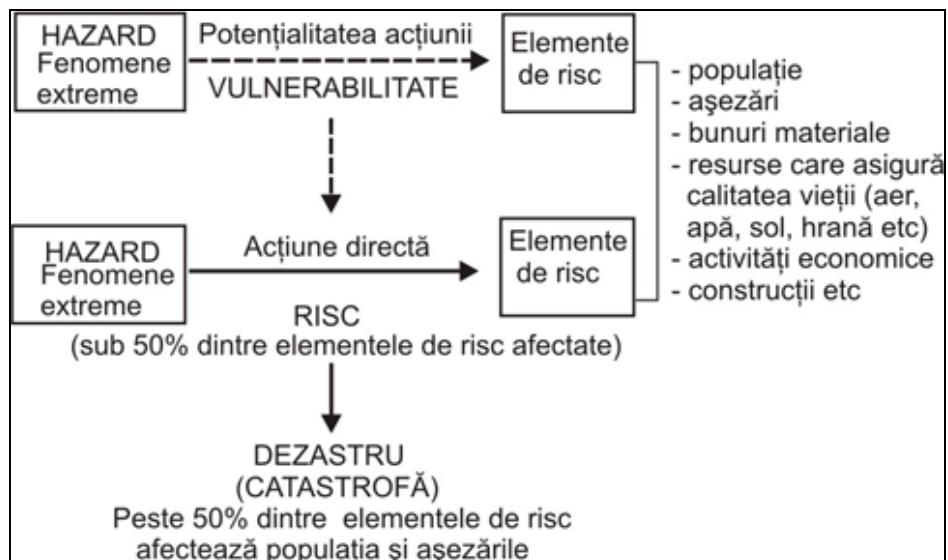 HAZARD
Fenomene
extreme
Potențialitatea acțiunii
VULNERABILITATE
Elemente
de risc
- populație
- așezări
- bunuri materiale
- resurse care asigură
calitatea vieții (aer,
apă, sol, hrană etc)
- activități economice
- construcții etc
HAZARD
Fenomene
extreme
Acțiune directă
Elemente
de risc
RISC
(sub 50% dintre elementele de risc afectate)
DEZASTRU
(CATASTROFĂ)
Peste 50% dintre elementele de risc
afectează populația și așezările